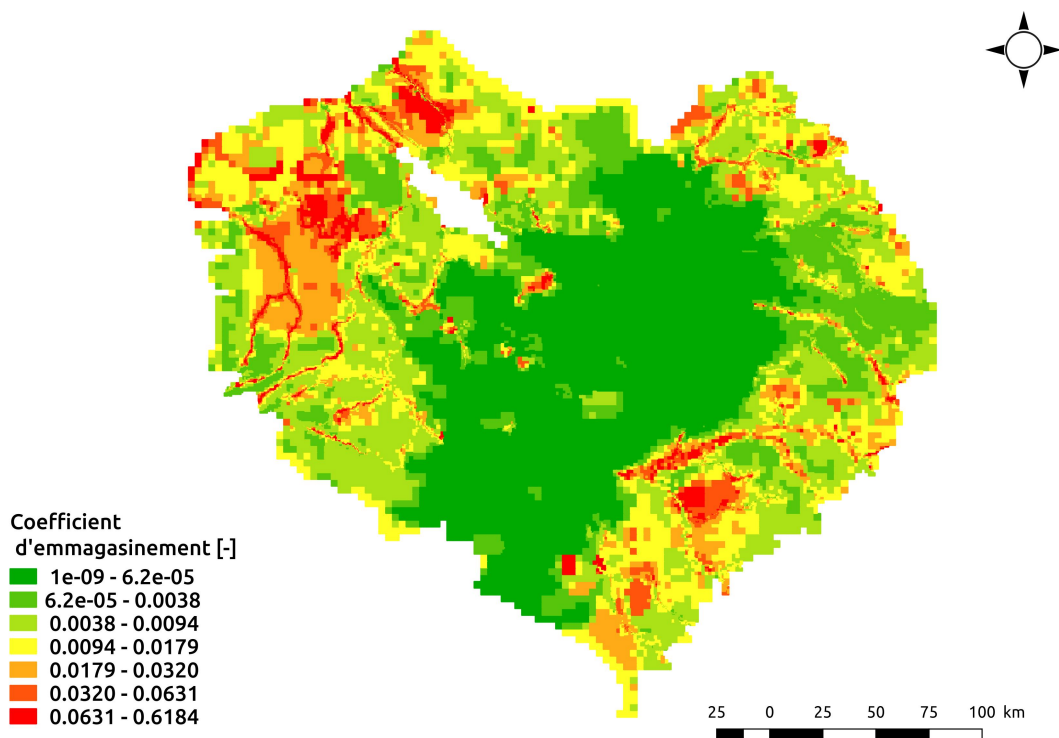 Coefficient
d'emmagasinement [-]
1e-09 - 6.2e-05
6.2e-05 - 0.0038
0.0038 - 0.0094
0.0094 - 0.0179
0.0179 - 0.0320
0.0320 - 0.0631
0.0631 - 0.6184
25 0 25 50 75 100 km